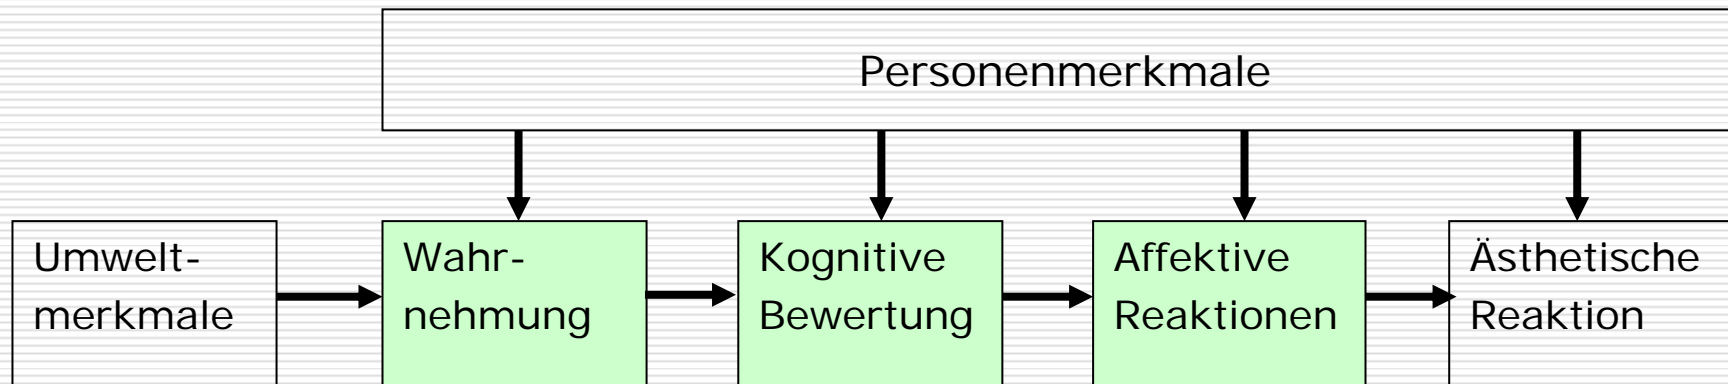 Personenmerkmale
Umwelt-
merkmale
Wahr-
nehmung
Kognitive
Bewertung
Affektive
Reaktionen
Ästhetische
Reaktion